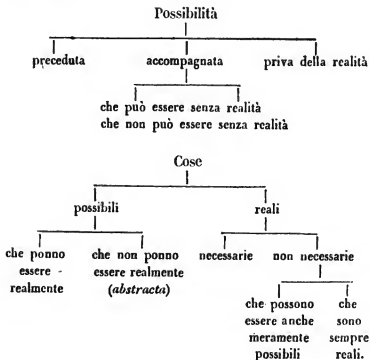 Possibilità
preceduta accompagnata priva della realità
che può essere senza realità
che non può essere senza realità
Cose
possibili reali
che ponno che non ponno necessarie non necessarie
essere essere realmente
realmente (abstracta)
che possono che
essere anche sono
meramente sempre
possibili reali.